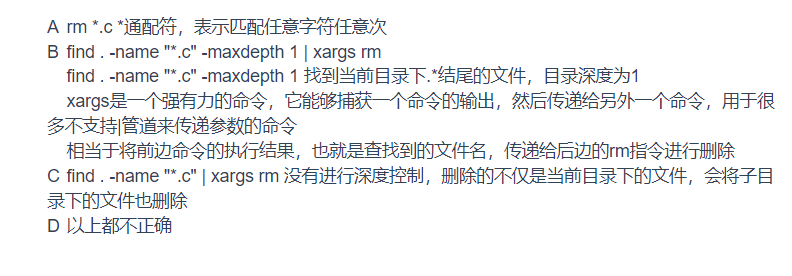 A rm *.c *通配符，表示匹配任意字符任意次
B find . -name "*.c" -maxdepth 1 | xargs rm
find . -name "*.c" -maxdepth 1 找到当前目录下.*结尾的文件，目录深度为1
xargs是一个强有力的命令，它能够捕获一个命令的输出，然后传递给另外一个命令，用于很
多不支持|管道来传递参数的命令
相当于将前边命令的执行结果，也就是查找到的文件名，传递给后边的rm指令进行删除
C find . -name "*.c" | xargs rm 没有进行深度控制，删除的不仅是当前目录下的文件，会将子目
录下的文件也删除
D 以上都不正确